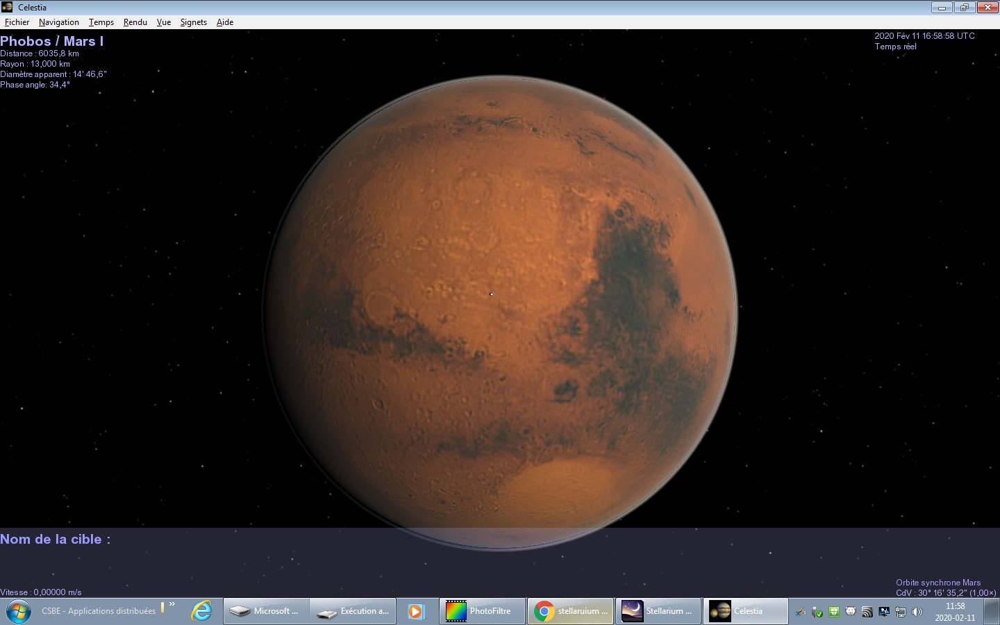 Celestia
Fichier Navigation Temps Rendu Vue Signets Aide
Phobos / Mars I
Distance : 6035,8 km
Rayon : 13,000 km
Diamètre apparent : 14' 46,6"
Phase angle: 34,4°
2020 Fév 11 16:58:58 UTC
Temps réel
Nom de la cible :
Vitesse : 0,00000 m/s
Orbite synchrone Mars
CdV : 30° 16' 35,2" (1,00×)
CSBE - Applications distribuées
»
Microsoft ...
Exécution a...
PhotoFiltre
stellaruium ...
Stellarium ...
Celestia
11:58
2020-02-11